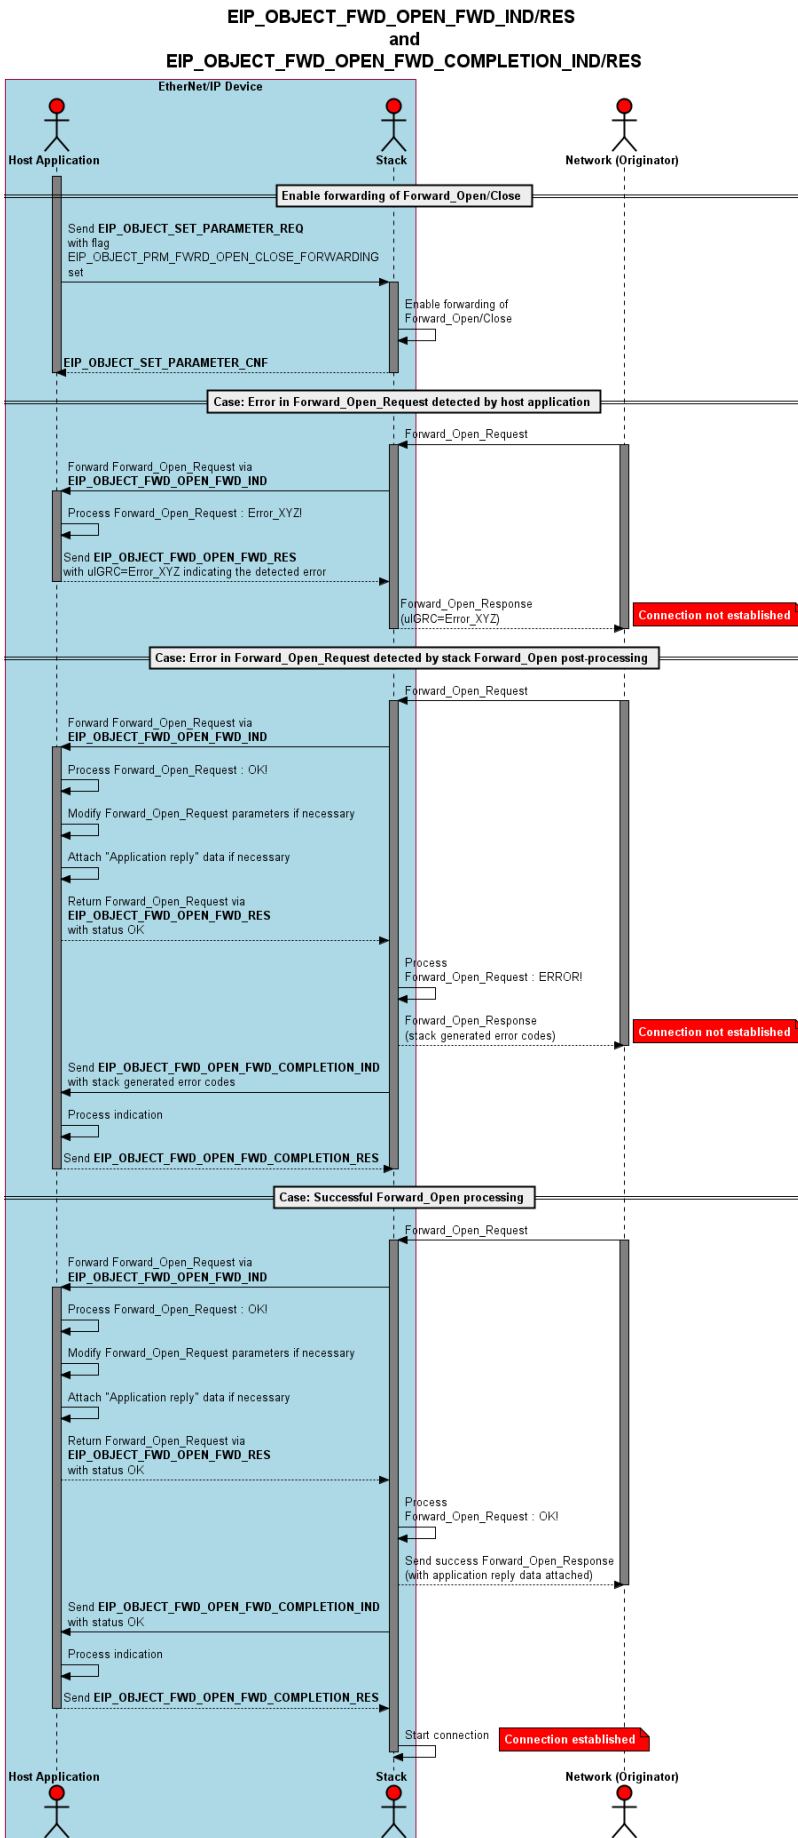 EIP_OBJECT_FWD_OPEN_FWD_IND/RES
and
EIP_OBJECT_FWD_OPEN_FWD_COMPLETION_IND/RES
EtherNet/IP Device
Host Application
Stack
Network (Originator)
Enable forwarding of Forward_Open/Close
Send EIP_OBJECT_SET_PARAMETER_REQ
with flag
EIP_OBJECT_PRM_FWRD_OPEN_CLOSE_FORWARDING
set
Enable forwarding of
Forward_Open/Close
EIP_OBJECT_SET_PARAMETER_CNF
Case: Error in Forward_Open_Request detected by host application
Forward_Open_Request
Forward Forward_Open_Request via
EIP_OBJECT_FWD_OPEN_FWD_IND
Process Forward_Open_Request : Error_XYZ!
Send EIP_OBJECT_FWD_OPEN_FWD_RES
with ulGRC=Error_XYZ indicating the detected error
Forward_Open_Response
(ulGRC=Error_XYZ)
Connection not established
Case: Error in Forward_Open_Request detected by stack Forward_Open post-processing
Forward_Open_Request
Forward Forward_Open_Request via
EIP_OBJECT_FWD_OPEN_FWD_IND
Process Forward_Open_Request : OK!
Modify Forward_Open_Request parameters if necessary
Attach "Application reply" data if necessary
Return Forward_Open_Request via
EIP_OBJECT_FWD_OPEN_FWD_RES
with status OK
Process
Forward_Open_Request : ERROR!
Forward_Open_Response
(stack generated error codes)
Connection not established
Send EIP_OBJECT_FWD_OPEN_FWD_COMPLETION_IND
with stack generated error codes
Process indication
Send EIP_OBJECT_FWD_OPEN_FWD_COMPLETION_RES
Case: Successful Forward_Open processing
Forward_Open_Request
Forward Forward_Open_Request via
EIP_OBJECT_FWD_OPEN_FWD_IND
Process Forward_Open_Request : OK!
Modify Forward_Open_Request parameters if necessary
Attach "Application reply" data if necessary
Return Forward_Open_Request via
EIP_OBJECT_FWD_OPEN_FWD_RES
with status OK
Process
Forward_Open_Request : OK!
Send success Forward_Open_Response
(with application reply data attached)
Send EIP_OBJECT_FWD_OPEN_FWD_COMPLETION_IND
with status OK
Process indication
Send EIP_OBJECT_FWD_OPEN_FWD_COMPLETION_RES
Start connection
Connection established
Host Application
Stack
Network (Originator)